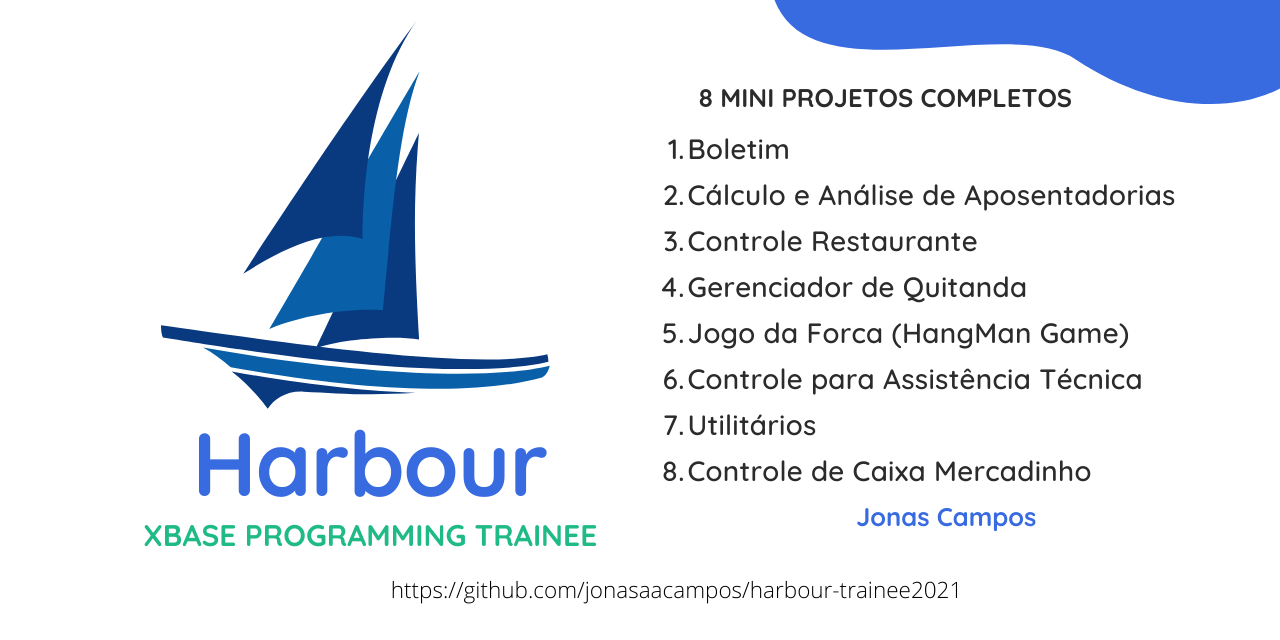 Harbour
XBASE PROGRAMMING TRAINEE
8 MINI PROJETOS COMPLETOS
1. Boletim
2. Cálculo e Análise de Aposentadorias
3. Controle Restaurante
4. Gerenciador de Quitanda
5. Jogo da Forca (HangMan Game)
6. Controle para Assistência Técnica
7. Utilitários
8. Controle de Caixa Mercadinho
Jonas Campos
https://github.com/jonasaacampos/harbour-trainee2021